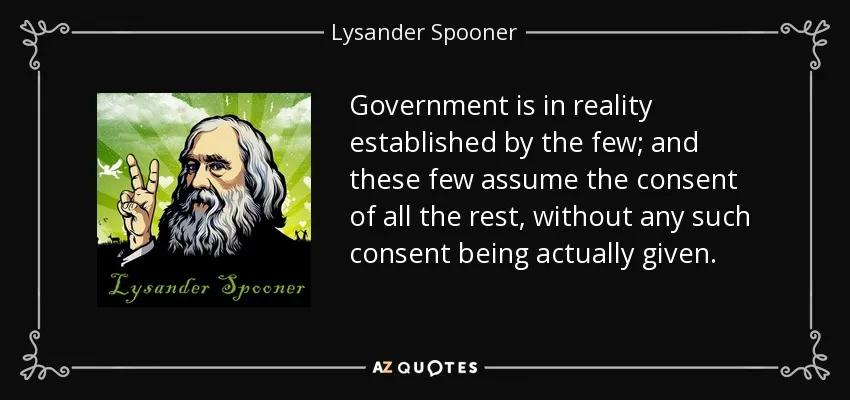 Lysander Spooner
Government is in reality
established by the few; and
these few assume the consent
of all the rest, without any such
consent being actually given.
Lysander Spooner
AZ QUOTES